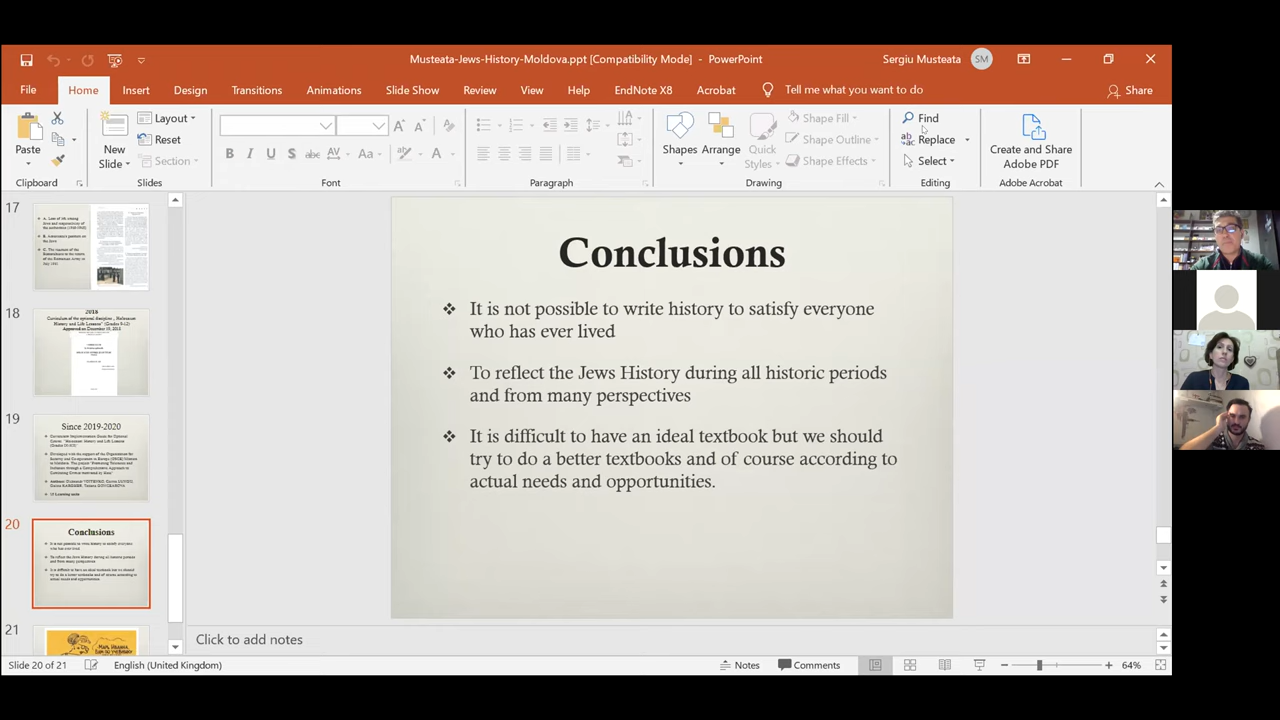 Musteata-Jews-History-Moldova.ppt [Compatibility Mode] - PowerPoint
Sergiu Musteata
SM
File Home Insert Design Transitions Animations Slide Show Review View Help EndNote X8 Acrobat Tell me what you want to do Share
Paste
New Slide
Layout
Reset
Section
B I U S abc AV Aa A
Shapes
Arrange
Quick Styles
Shape Fill
Shape Outline
Shape Effects
Find
Replace
Select
Create and Share Adobe PDF
Clipboard Slides Font Paragraph Drawing Editing Adobe Acrobat
17
18
2018
19
Since 2019-2020
20
Conclusions
21
Conclusions
❖ It is not possible to write history to satisfy everyone
who has ever lived
❖ To reflect the Jews History during all historic periods
and from many perspectives
❖ It is difficult to have an ideal textbook but we should
try to do a better textbooks and of course according to
actual needs and opportunities.
Click to add notes
Slide 20 of 21 English (United Kingdom) Notes Comments 64%